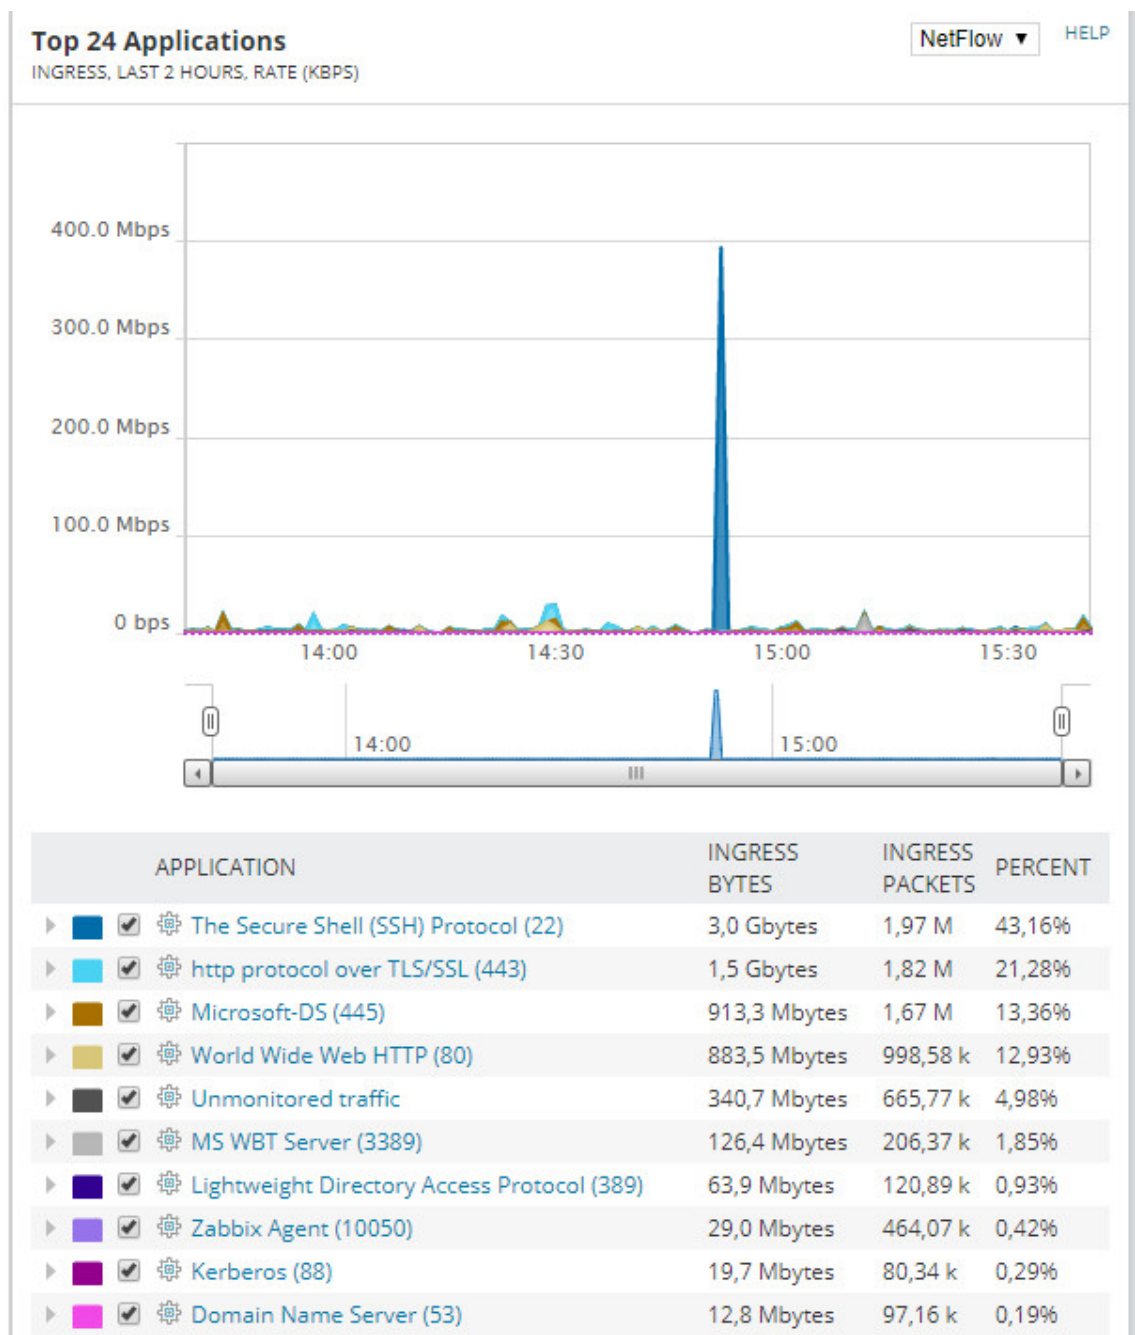 Top 24 Applications
NetFlow ▼
HELP
INGRESS, LAST 2 HOURS, RATE (KBPS)
400.0 Mbps
300.0 Mbps
200.0 Mbps
100.0 Mbps
0 bps
14:00 14:30 15:00 15:30
14:00 15:00
APPLICATION INGRESS BYTES INGRESS PACKETS PERCENT
The Secure Shell (SSH) Protocol (22) 3,0 Gbytes 1,97 M 43,16%
http protocol over TLS/SSL (443) 1,5 Gbytes 1,82 M 21,28%
Microsoft-DS (445) 913,3 Mbytes 1,67 M 13,36%
World Wide Web HTTP (80) 883,5 Mbytes 998,58 k 12,93%
Unmonitored traffic 340,7 Mbytes 665,77 k 4,98%
MS WBT Server (3389) 126,4 Mbytes 206,37 k 1,85%
Lightweight Directory Access Protocol (389) 63,9 Mbytes 120,89 k 0,93%
Zabbix Agent (10050) 29,0 Mbytes 464,07 k 0,42%
Kerberos (88) 19,7 Mbytes 80,34 k 0,29%
Domain Name Server (53) 12,8 Mbytes 97,16 k 0,19%